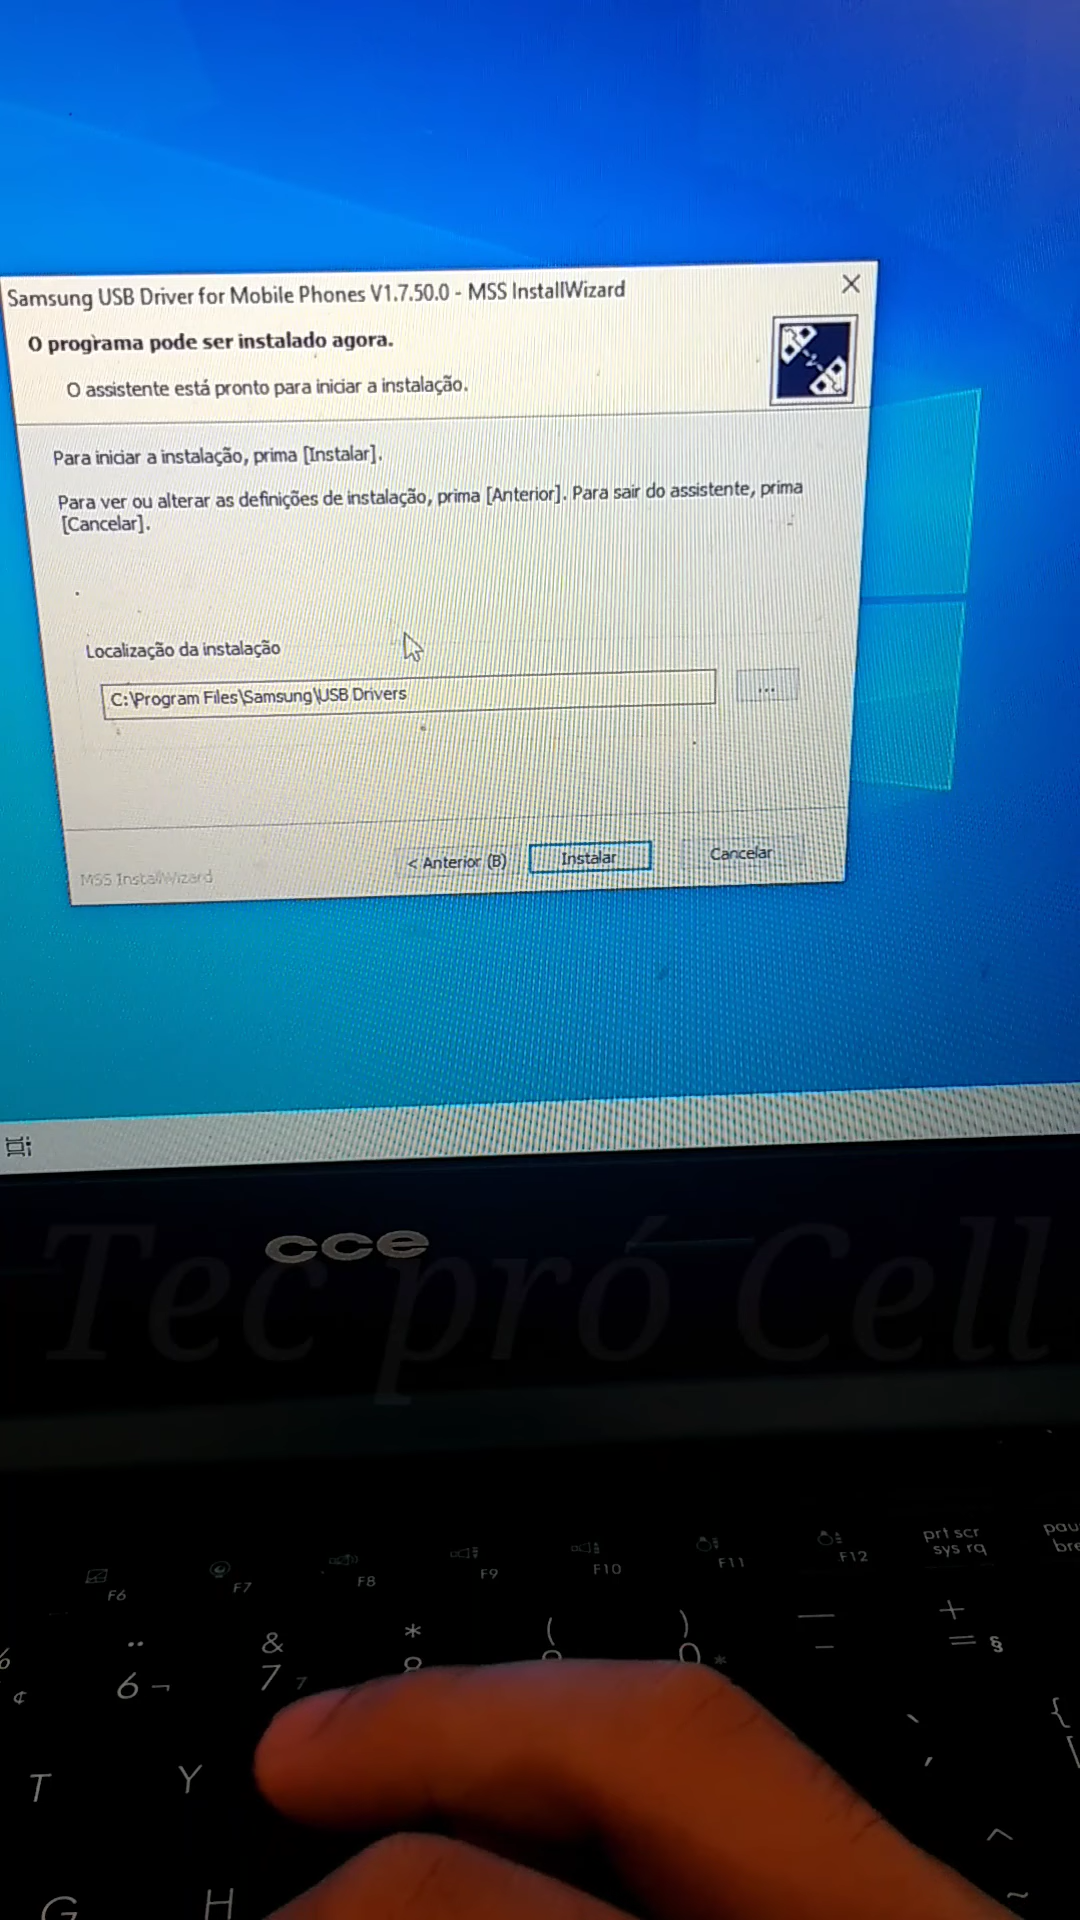 Samsung USB Driver for Mobile Phones V1.7.50.0 - MSS InstallWizard
O programa pode ser instalado agora.
O assistente está pronto para iniciar a instalação.
Para iniciar a instalação, prima [Instalar].
Para ver ou alterar as definições de instalação, prima [Anterior]. Para sair do assistente, prima
[Cancelar].
Localização da instalação
C:\Program Files\Samsung\USB Drivers
...
< Anterior (B)
Instalar
Cancelar
MSS InstallWizard
cce
Tec pró Cell
prt scr
sys rq
pau
bre
F6
F7
F8
F9
F10
F11
F12
& * ( ) — +
6 ¬ 7 7 - = §
¢
T Y
{
[
G H
^
~